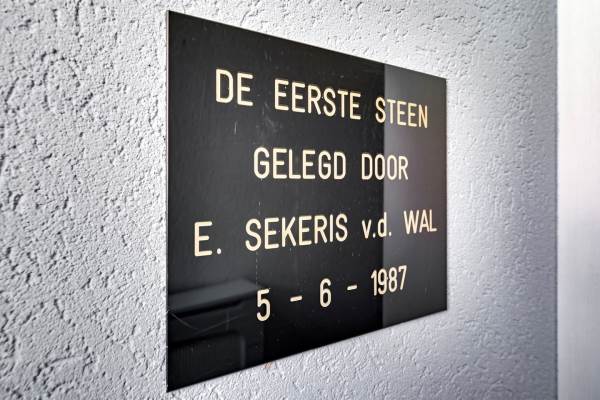 DE EERSTE STEEN
GELEGD DOOR
E. SEKERIS v.d. WAL
5 - 6 - 1987